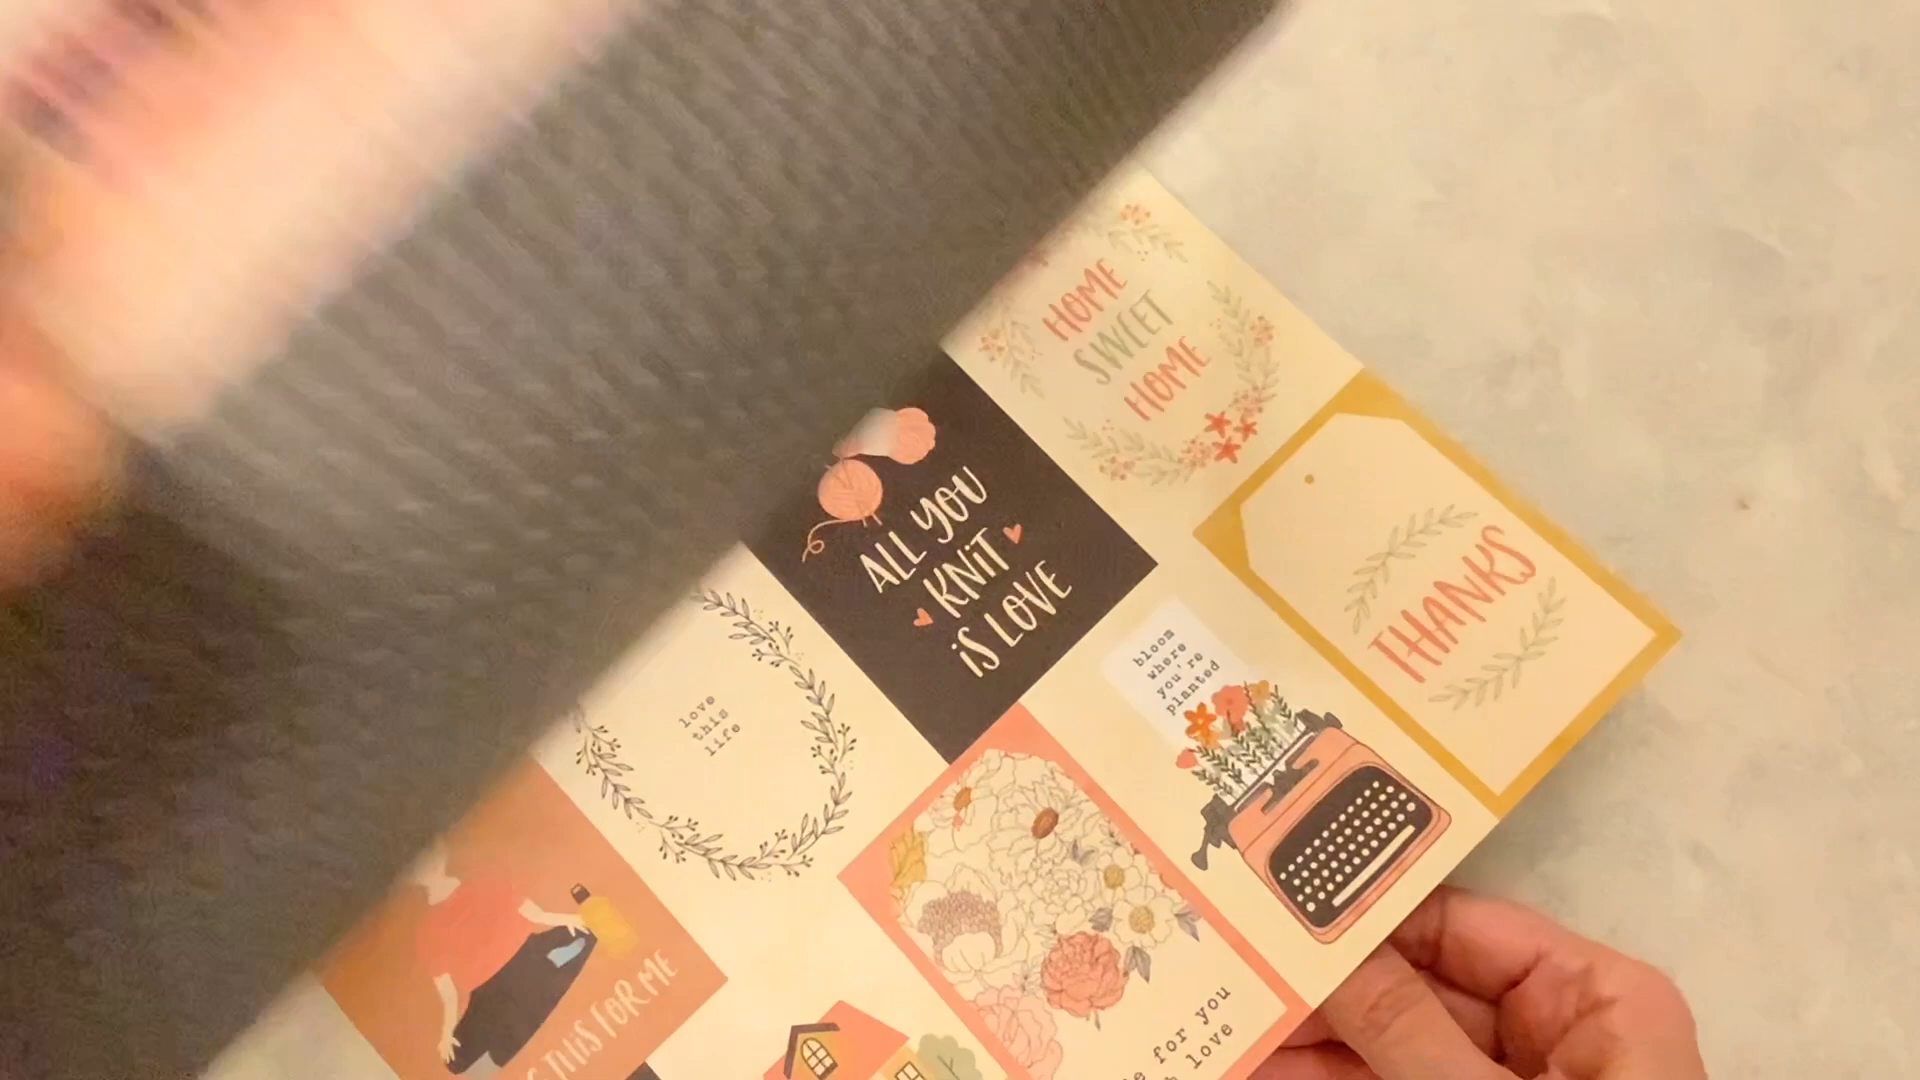 HOME
SWEET
HOME
ALL YOU
KNiT
iS LOVE
THANKS
bloom
where
you're
planted
love
this
life
THiS FOR ME
for you
love